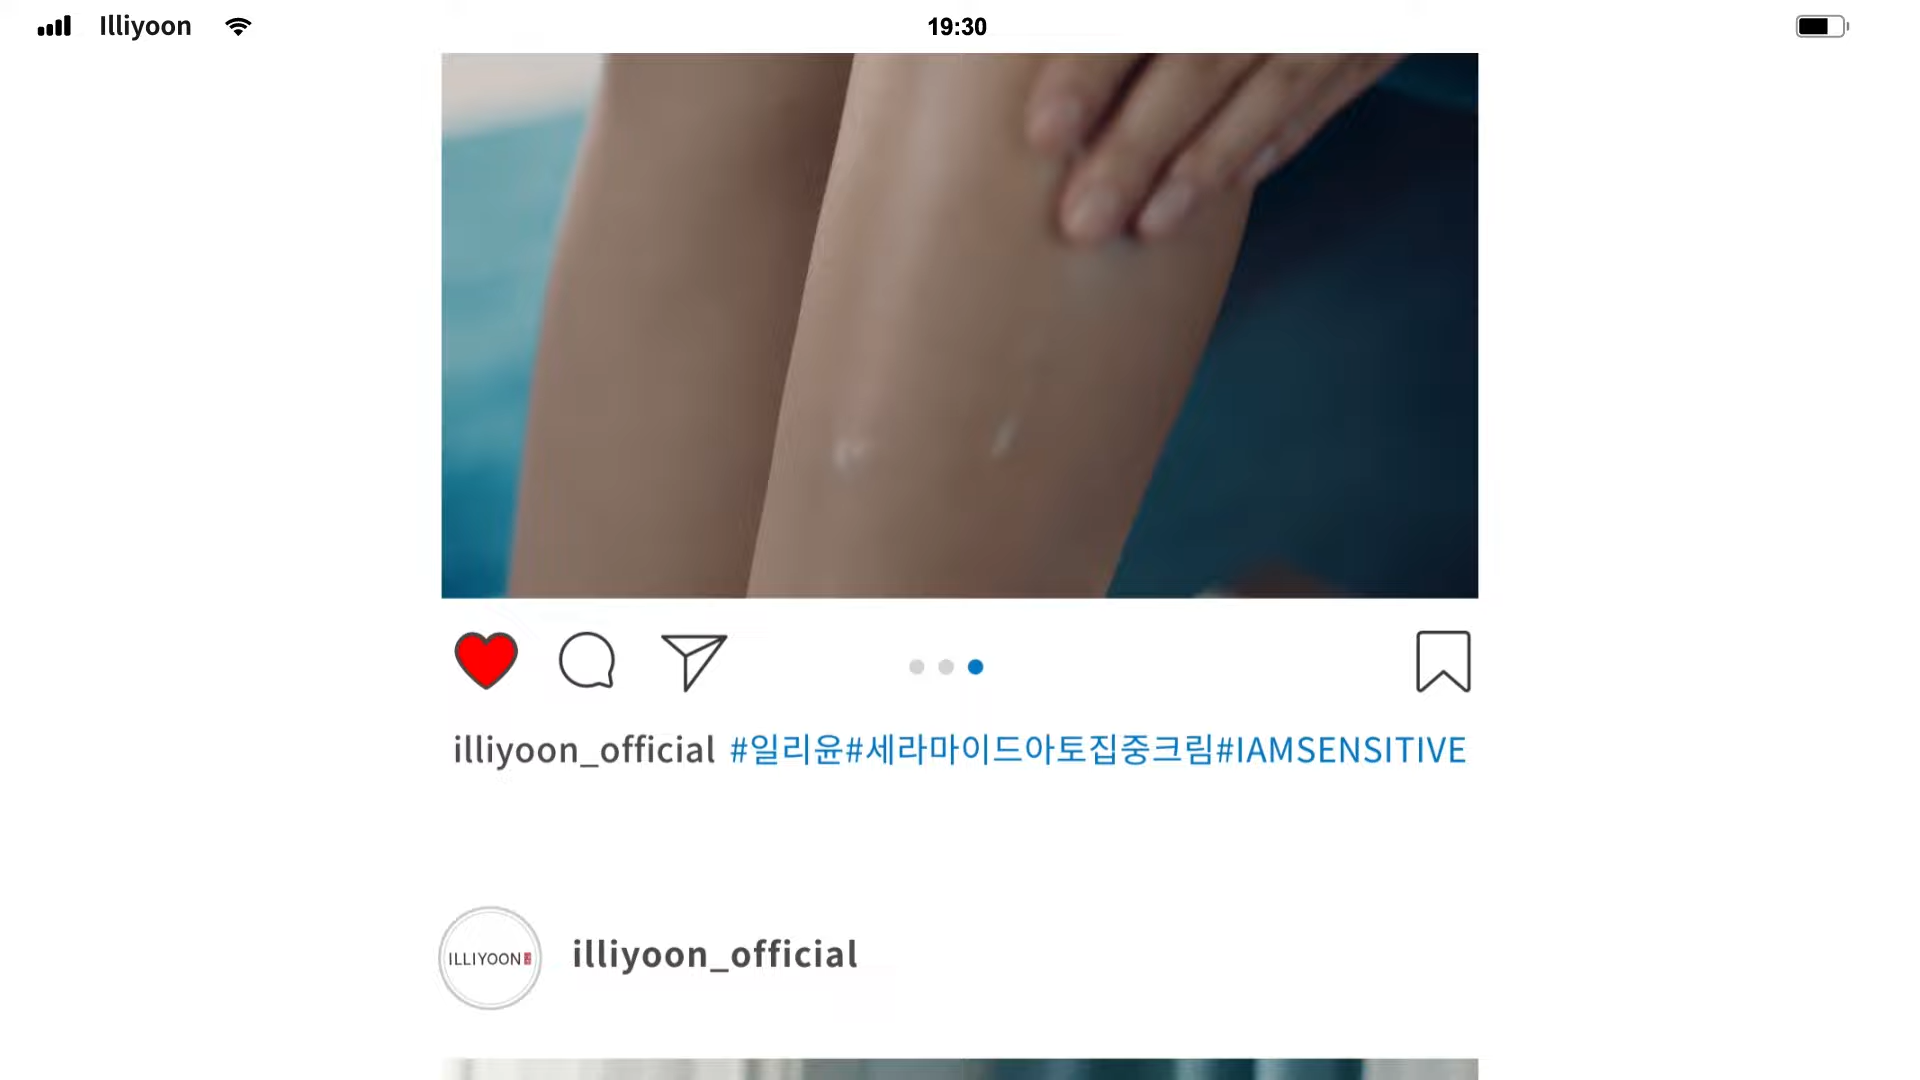 Illiyoon
19:30
illiyoon_official #일리윤#세라마이드아토집중크림#IAMSENSITIVE
ILLIYOON
illiyoon_official